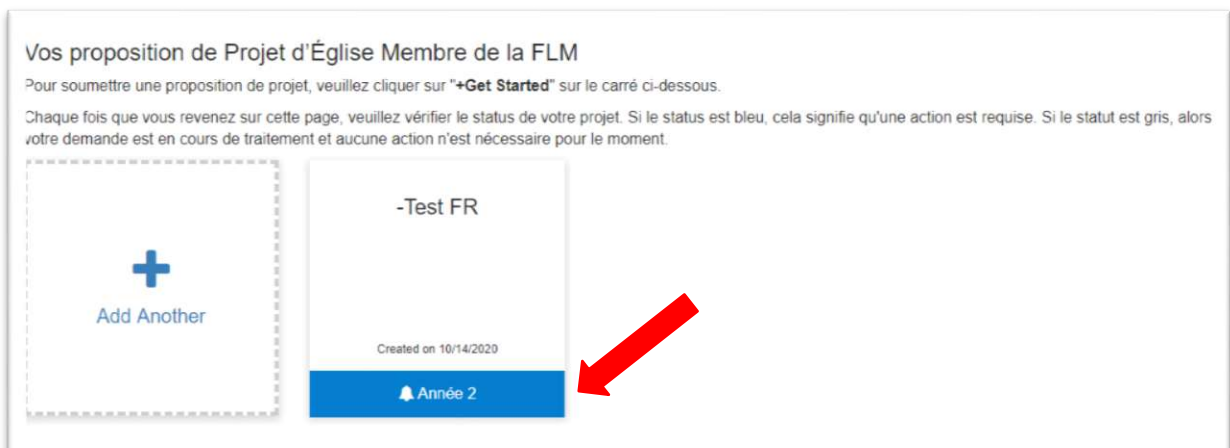 Vos proposition de Projet d'Église Membre de la FLM
Pour soumettre une proposition de projet, veuillez cliquer sur "+Get Started" sur le carré ci-dessous.
Chaque fois que vous revenez sur cette page, veuillez vérifier le status de votre projet. Si le status est bleu, cela signifie qu'une action est requise. Si le statut est gris, alors
votre demande est en cours de traitement et aucune action n'est nécessaire pour le moment.
-Test FR
Add Another
Created on 10/14/2020
Année 2